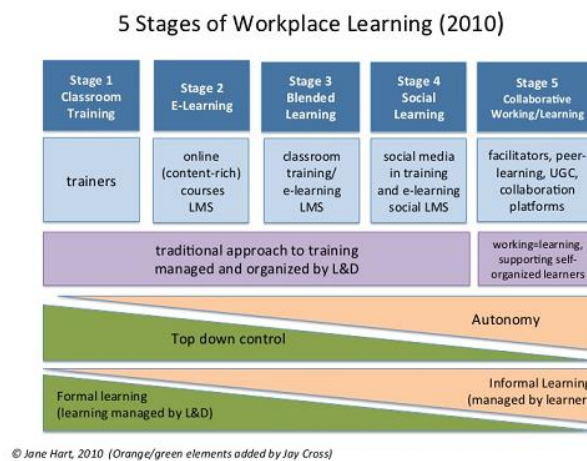 5 Stages of Workplace Learning (2010)
Stage 1
Classroom
Training
Stage 2
E-Learning
Stage 3
Blended
Learning
Stage 4
Social
Learning
Stage 5
Collaborative
Working/Learning
trainers
online
(content-rich)
courses
LMS
classroom
training/
e-learning
LMS
social media
in training
and e-learning
social LMS
facilitators, peer-
learning, UGC,
collaboration
platforms
traditional approach to training
managed and organized by L&D
working=learning,
supporting self-
organized learners
Autonomy
Top down control
Informal Learning
(managed by learner
Formal learning
(learning managed by L&D)
© Jane Hart, 2010 (Orange/green elements added by Jay Cross)